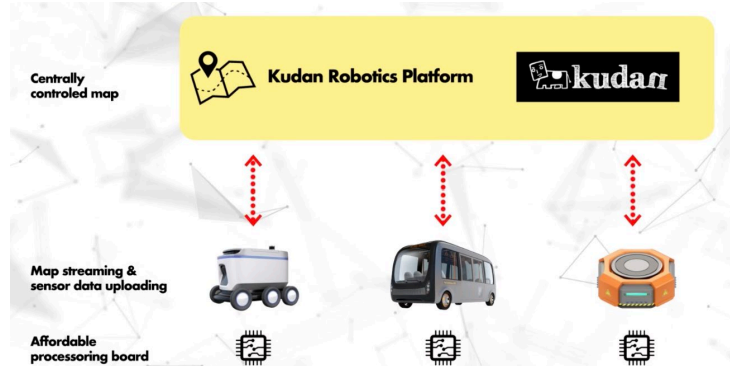 Centrally
controled map
Kudan Robotics Platform
kudan
Map streaming &
sensor data uploading
Affordable
processoring board